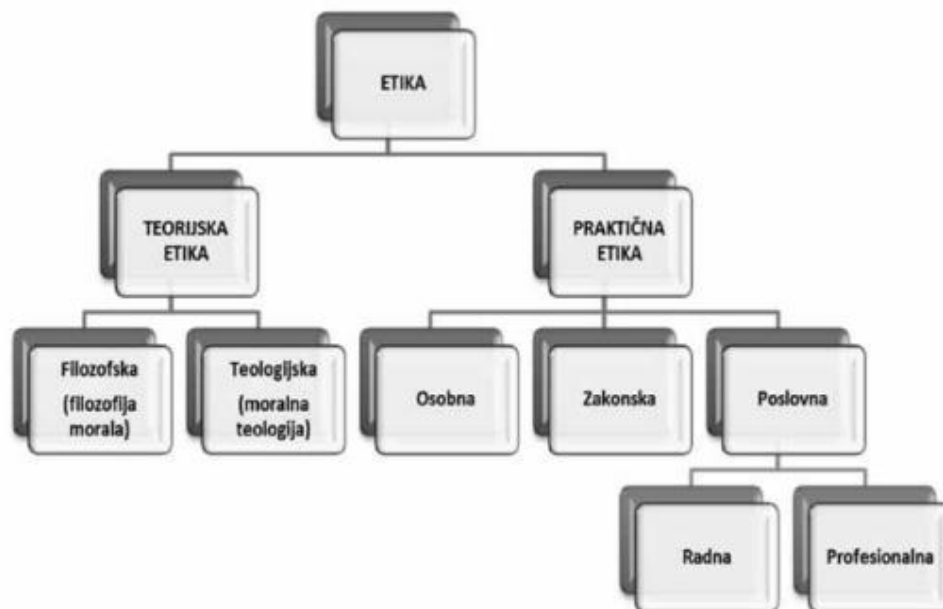 ETIKA
TEORIJSKA
ETIKA
PRAKTIČNA
ETIKA
Filozofska
(filozofija
morala)
Teologijska
(moralna
teologija)
Osobna
Zakonska
Poslovna
Radna
Profesionalna